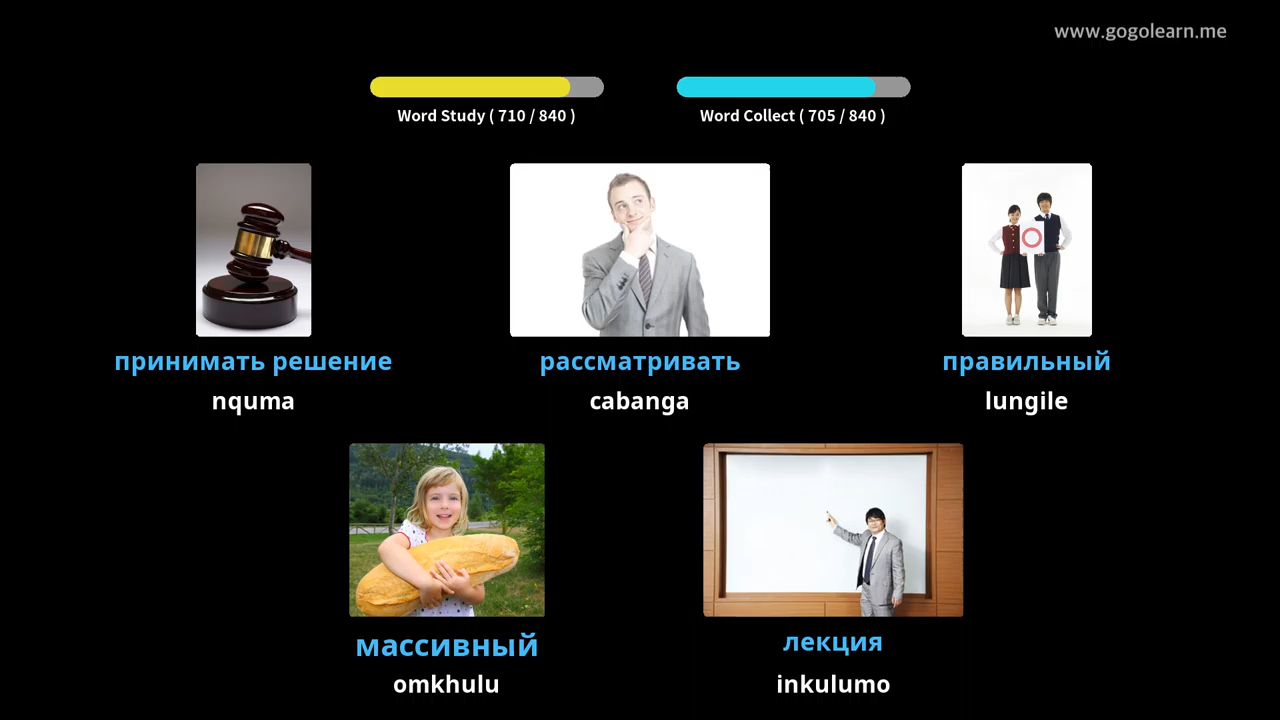 www.gogolearn.me
Word Study ( 710 / 840 )
Word Collect ( 705 / 840 )
принимать решение
nquma
рассматривать
cabanga
правильный
lungile
массивный
omkhulu
лекция
inkulumo